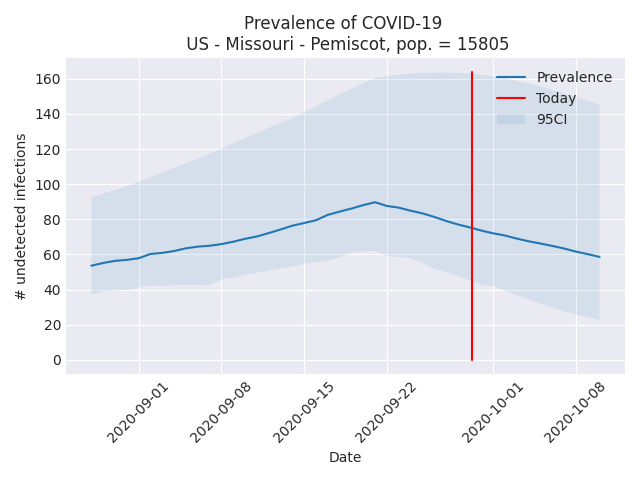 Prevalence of COVID-19
US - Missouri - Pemiscot, pop. = 15805
Prevalence
Today
95CI
# undetected infections
160
140
120
100
80
60
40
20
0
2020-09-01
2020-09-08
2020-09-15
2020-09-22
2020-10-01
2020-10-08
Date